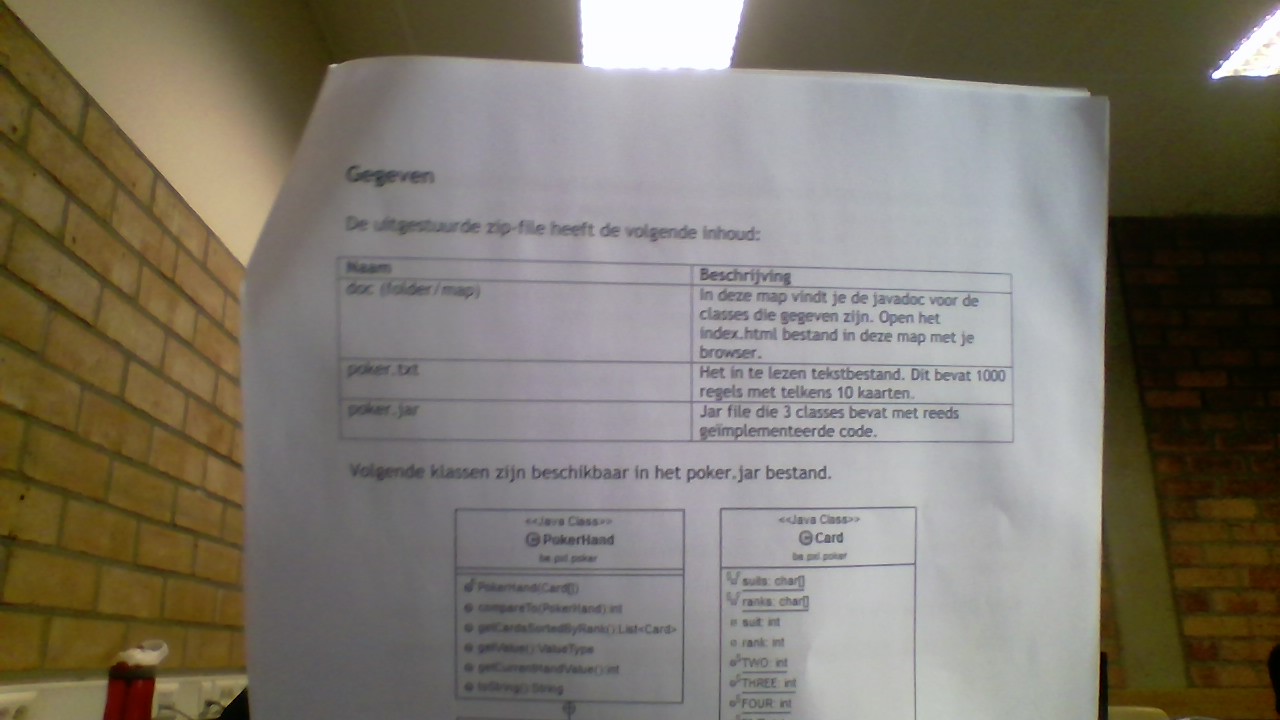 Gegeven
De uitgestuurde zip-file heeft de volgende inhoud:
Naam
Beschrijving
doc (folder/map)
In deze map vindt je de javadoc voor de
classes die gegeven zijn. Open het
index.html bestand in deze map met je
browser.
poker.txt
Het in te lezen tekstbestand. Dit bevat 1000
regels met telkens 10 kaarten.
poker.jar
Jar file die 3 classes bevat met reeds
geïmplementeerde code.
Volgende klassen zijn beschikbaar in het poker.jar bestand.
<<Java Class>>
PokerHand
be.pxl.poker
PokerHand(Card[])
compareTo(PokerHand):int
getCardsSortedByRank():List<Card>
getValue():ValueType
getCurrentHandValue():int
toString():String
<<Java Class>>
Card
be.pxl.poker
suits: char[]
ranks: char[]
suit: int
rank: int
TWO: int
THREE: int
FOUR: int